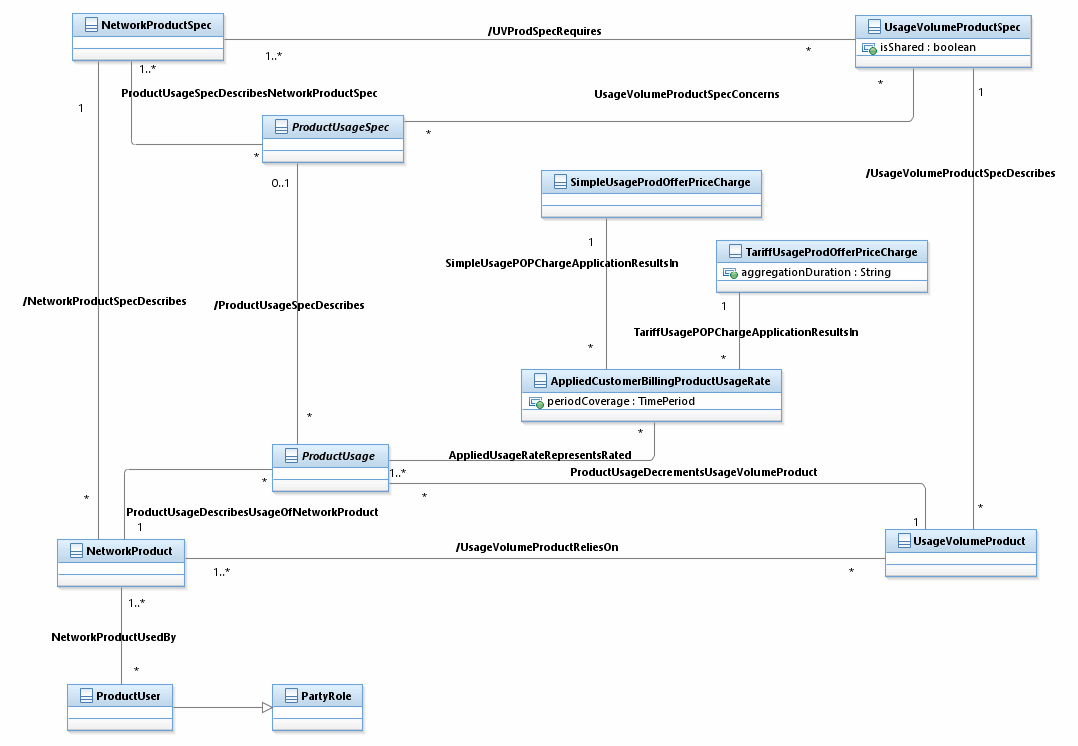 NetworkProductSpec
/UVProdSpecRequires
1..*
*
UsageVolumeProductSpec
isShared : boolean
1..*
1
ProductUsageSpecDescribesNetworkProductSpec
UsageVolumeProductSpecConcerns
*
1
ProductUsageSpec
*
*
0..1
/UsageVolumeProductSpecDescribes
SimpleUsageProdOfferPriceCharge
1
SimpleUsagePOPChargeApplicationResultsIn
TariffUsageProdOfferPriceCharge
aggregationDuration : String
/NetworkProductSpecDescribes
/ProductUsageSpecDescribes
1
TariffUsagePOPChargeApplicationResultsIn
*
*
AppliedCustomerBillingProductUsageRate
periodCoverage : TimePeriod
*
*
ProductUsage
AppliedUsageRateRepresentsRated
1..*
ProductUsageDecrementsUsageVolumeProduct
*
*
*
*
ProductUsageDescribesUsageOfNetworkProduct
1
1
NetworkProduct
/UsageVolumeProductReliesOn
UsageVolumeProduct
1..*
*
1..*
NetworkProductUsedBy
*
ProductUser
PartyRole